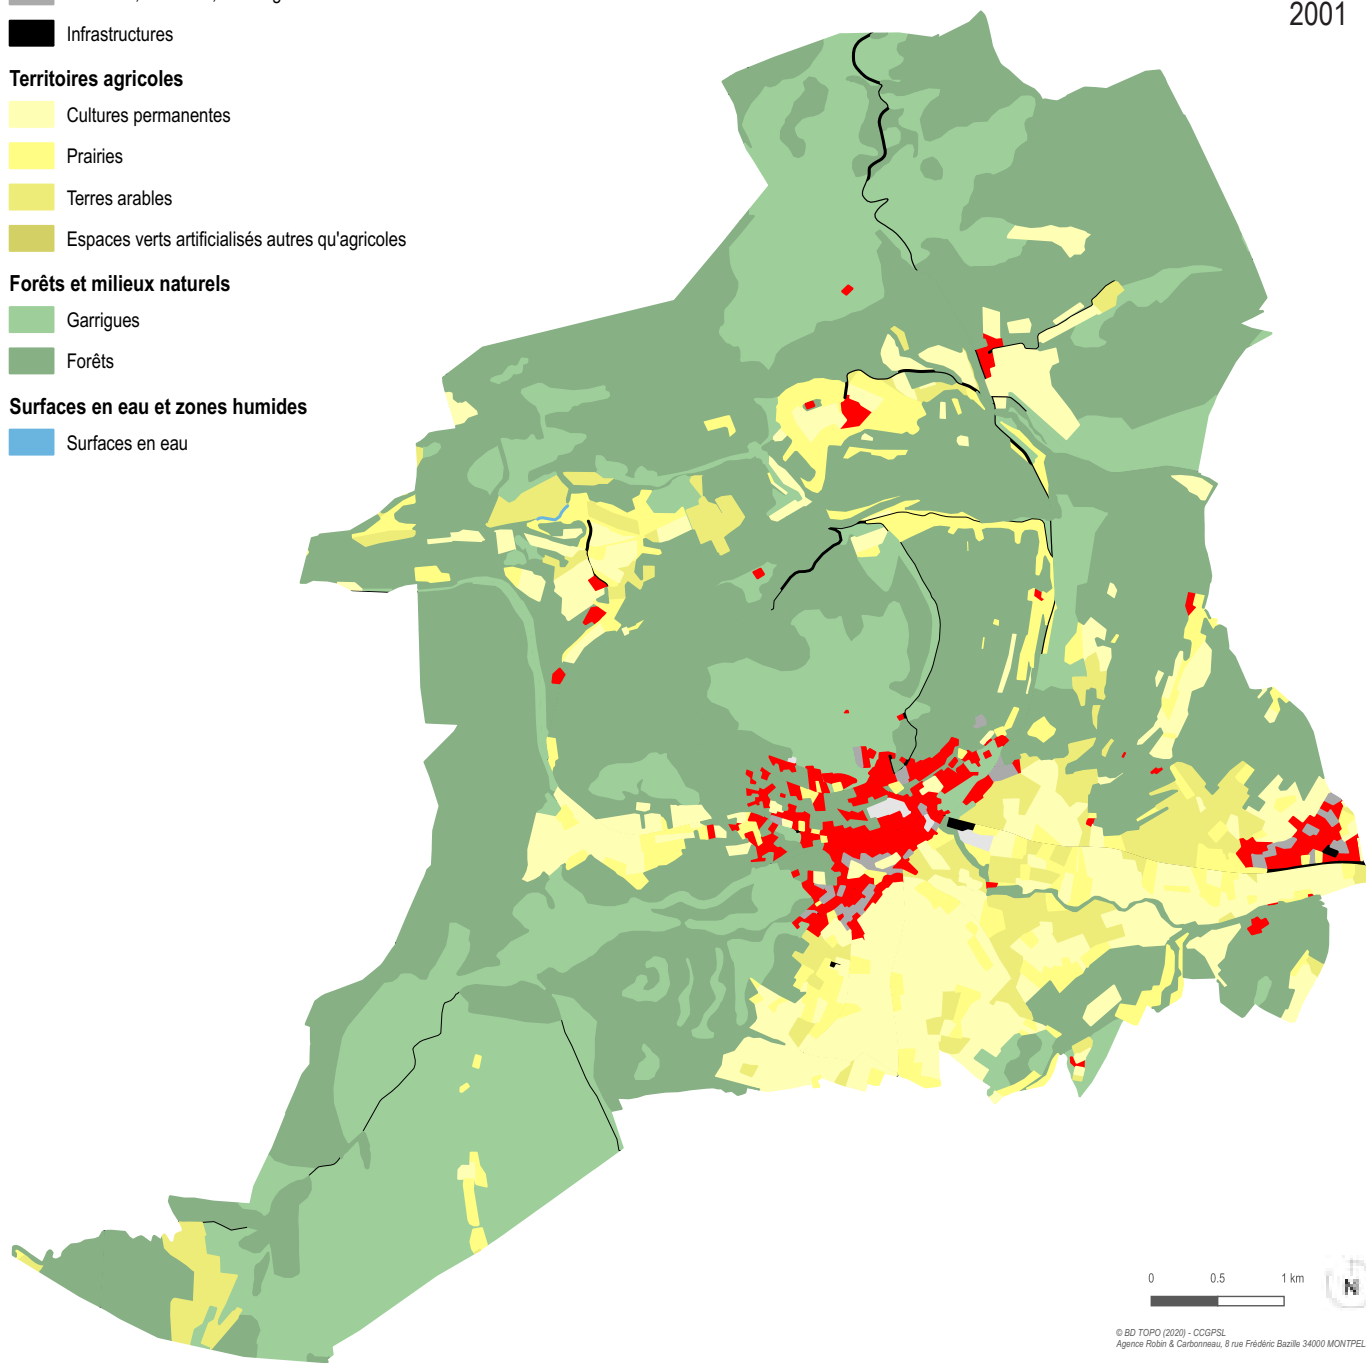 2001
Infrastructures
Territoires agricoles
Cultures permanentes
Prairies
Terres arables
Espaces verts artificialisés autres qu'agricoles
Forêts et milieux naturels
Garrigues
Forêts
Surfaces en eau et zones humides
Surfaces en eau
0 0.5 1 km
N
© BD TOPO (2020) - CCGPSL
Agence Robin & Carbonneau, 8 rue Frédéric Bazille 34000 MONTPEL